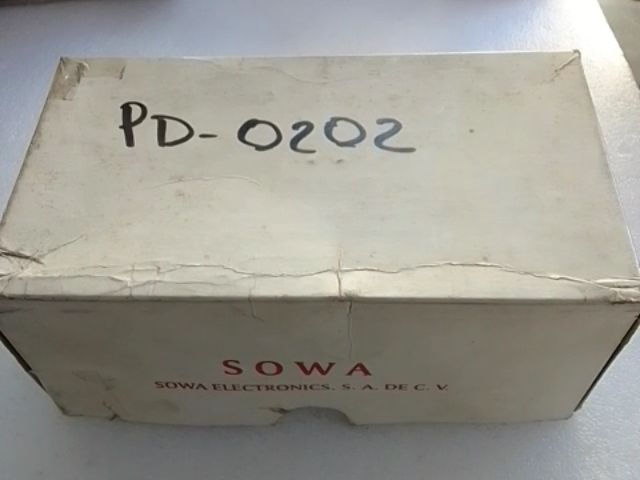 PD-0202
SOWA
SOWA ELECTRONICS. S. A. DE C. V.